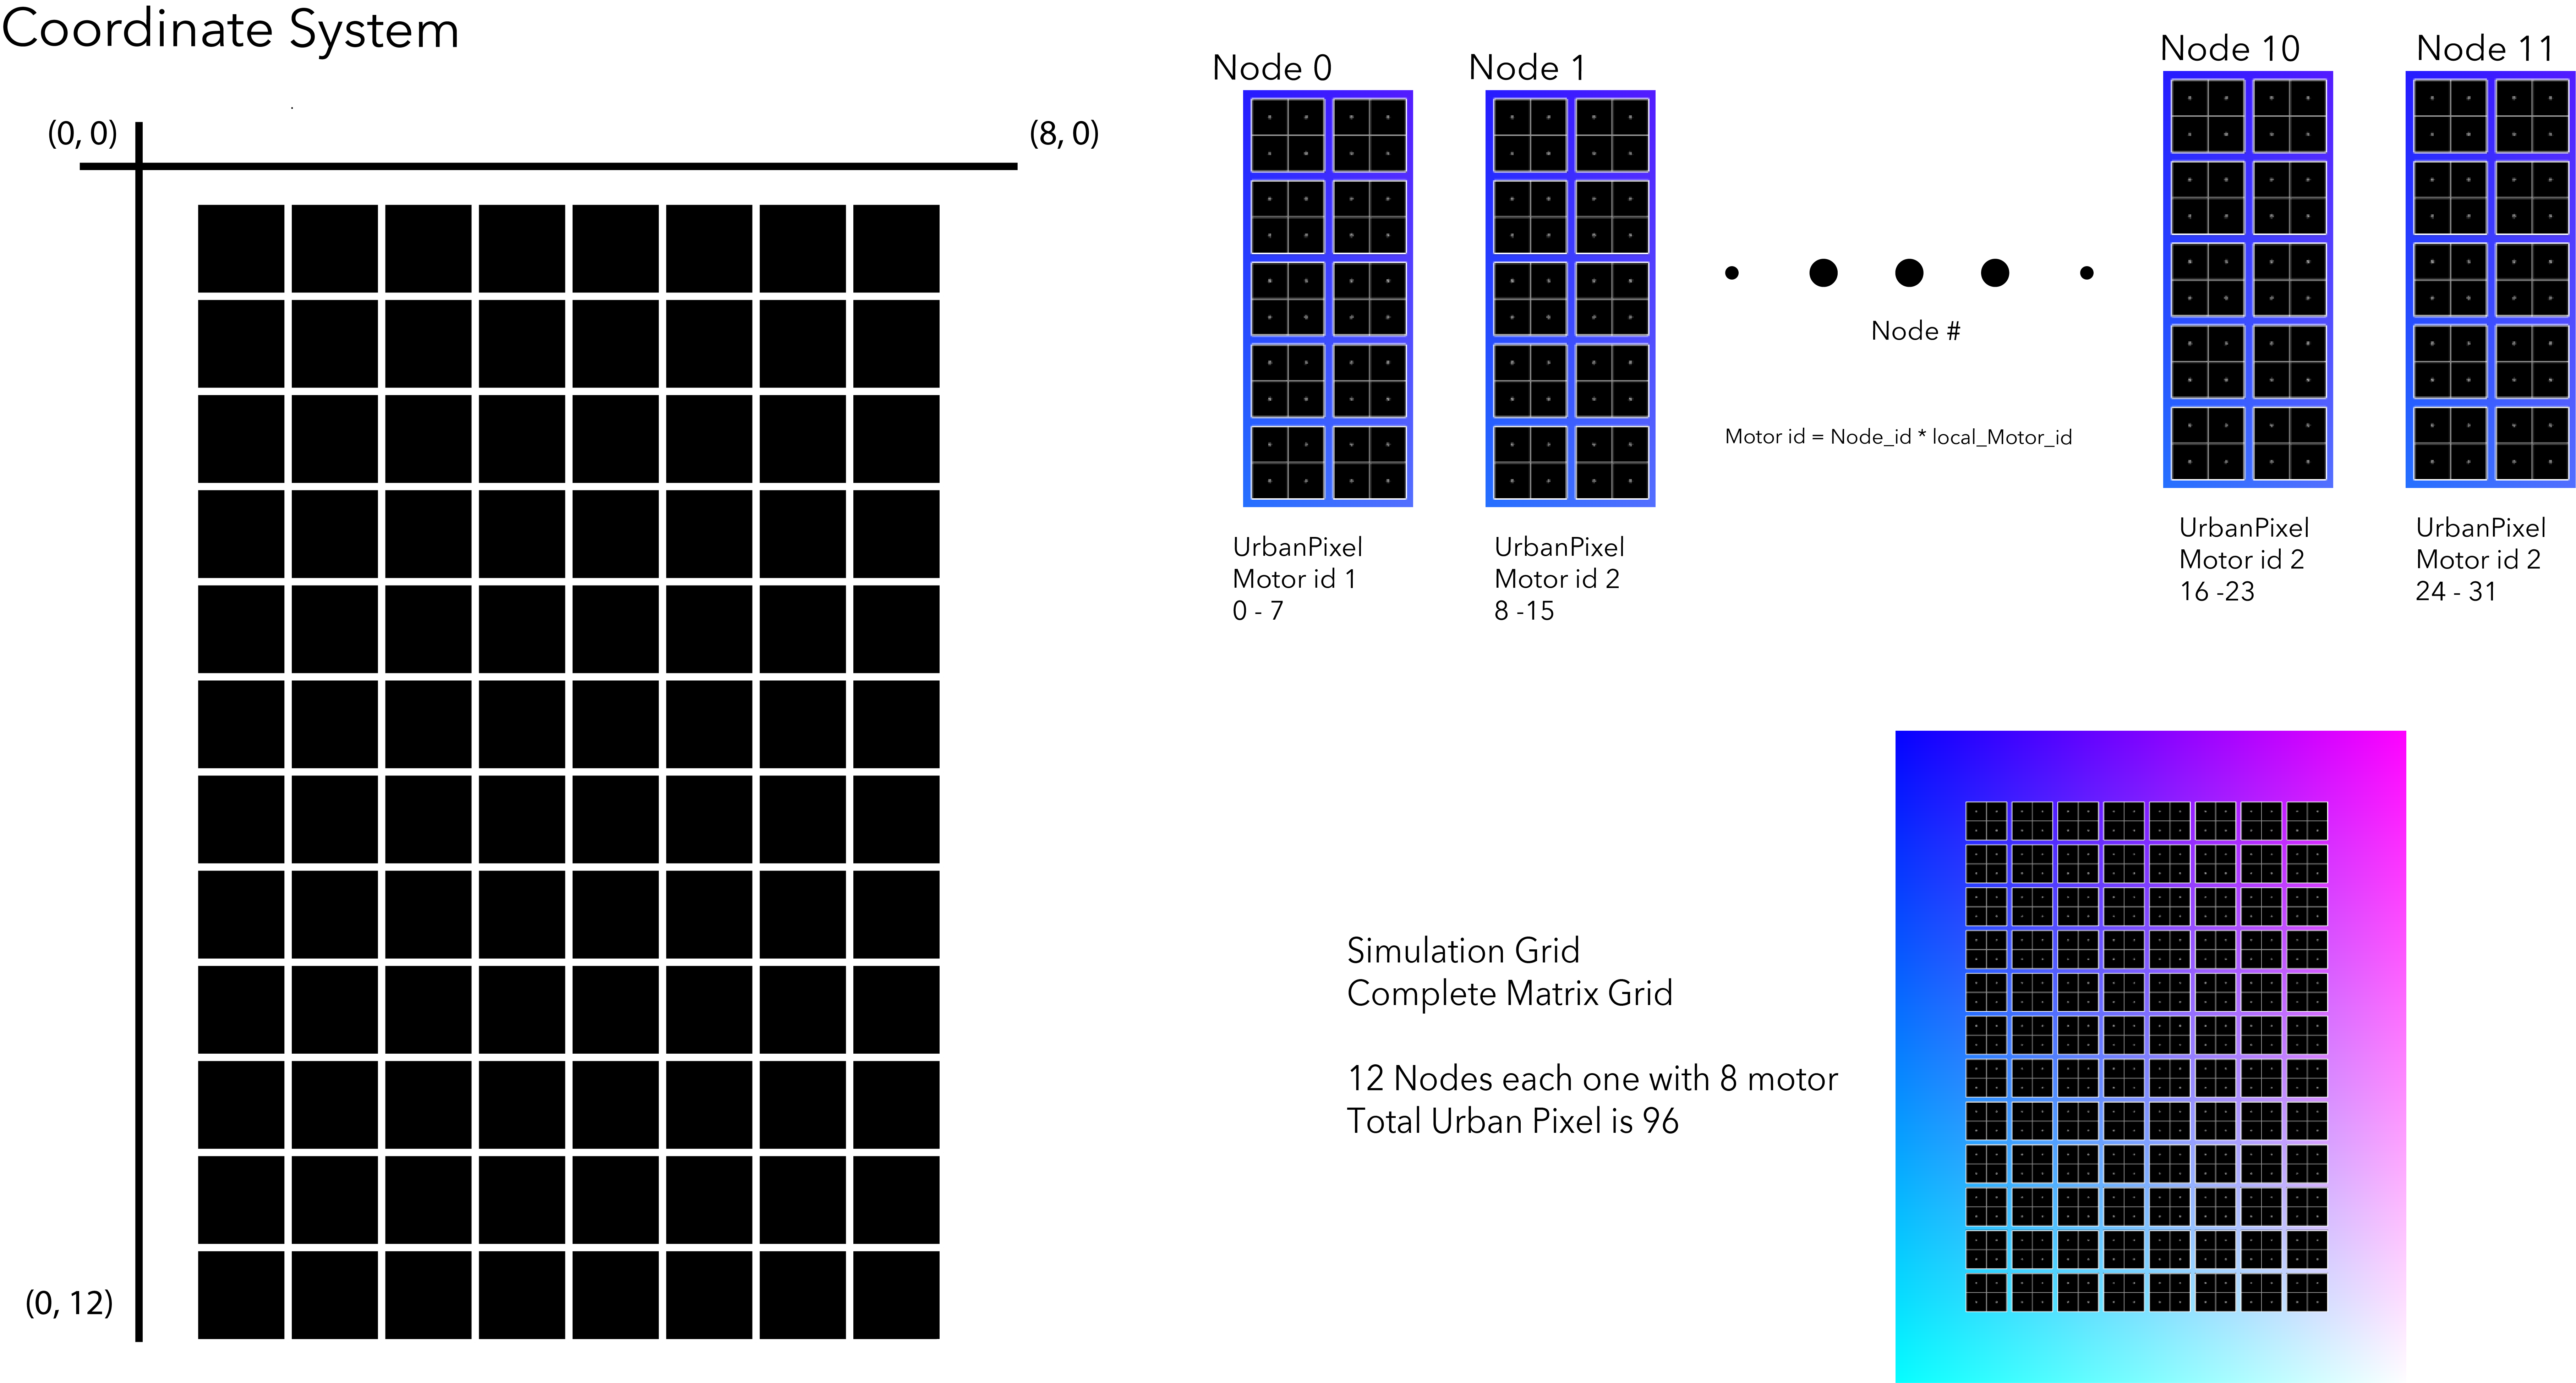 Coordinate System
(0, 0)
(8, 0)
(0, 12)
Node 0
Node 1
Node 10
Node 11
Node #
Motor id = Node_id * local_Motor_id
UrbanPixel
Motor id 1
0 - 7
UrbanPixel
Motor id 2
8 -15
UrbanPixel
Motor id 2
16 -23
UrbanPixel
Motor id 2
24 - 31
Simulation Grid
Complete Matrix Grid
12 Nodes each one with 8 motor
Total Urban Pixel is 96